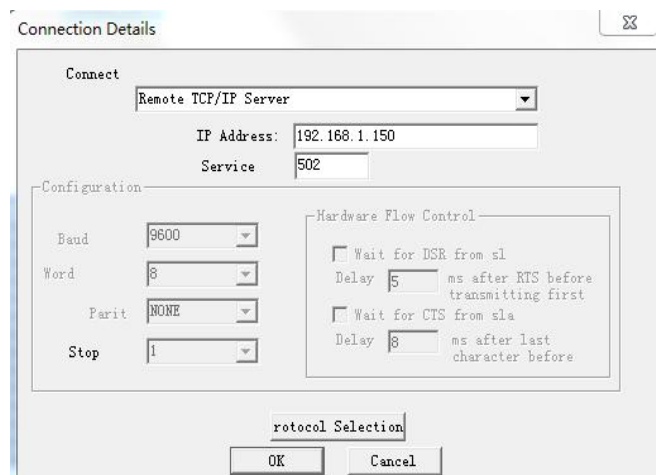 Connection Details
Connect
Remote TCP/IP Server
IP Address: 192.168.1.150
Service 502
Configuration
Baud 9600
Word 8
Parit NONE
Stop 1
Hardware Flow Control
Wait for DSR from sl
Delay 5 ms after RTS before
transmitting first
Wait for CTS from sla
Delay 8 ms after last
character before
rotocol Selection
OK Cancel